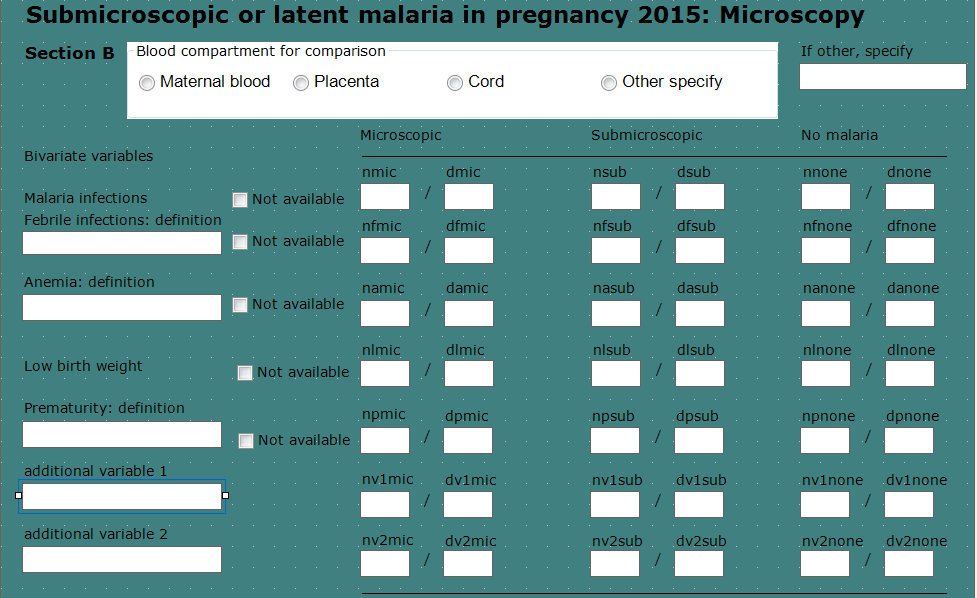 Submicroscopic or latent malaria in pregnancy 2015: Microscopy
Section B
Blood compartment for comparison
If other, specify
Maternal blood Placenta Cord Other specify
Microscopic Submicroscopic No malaria
Bivariate variables
nmic dmic nsub dsub nnone dnone
Malaria infections Not available / / /
Febrile infections: definition nfmic dfmic nfsub dfsub nfnone dfnone
Not available / / /
Anemia: definition namic damic nasub dasub nanone danone
Not available / / /
nlmic dlmic nlsub dlsub nlnone dlnone
Low birth weight Not available / / /
Prematurity: definition npmic dpmic npsub dpsub npnone dpnone
Not available / / /
additional variable 1 nv1mic dv1mic nv1sub dv1sub nv1none dv1none
/ / /
additional variable 2 nv2mic dv2mic nv2sub dv2sub nv2none dv2none
/ / /